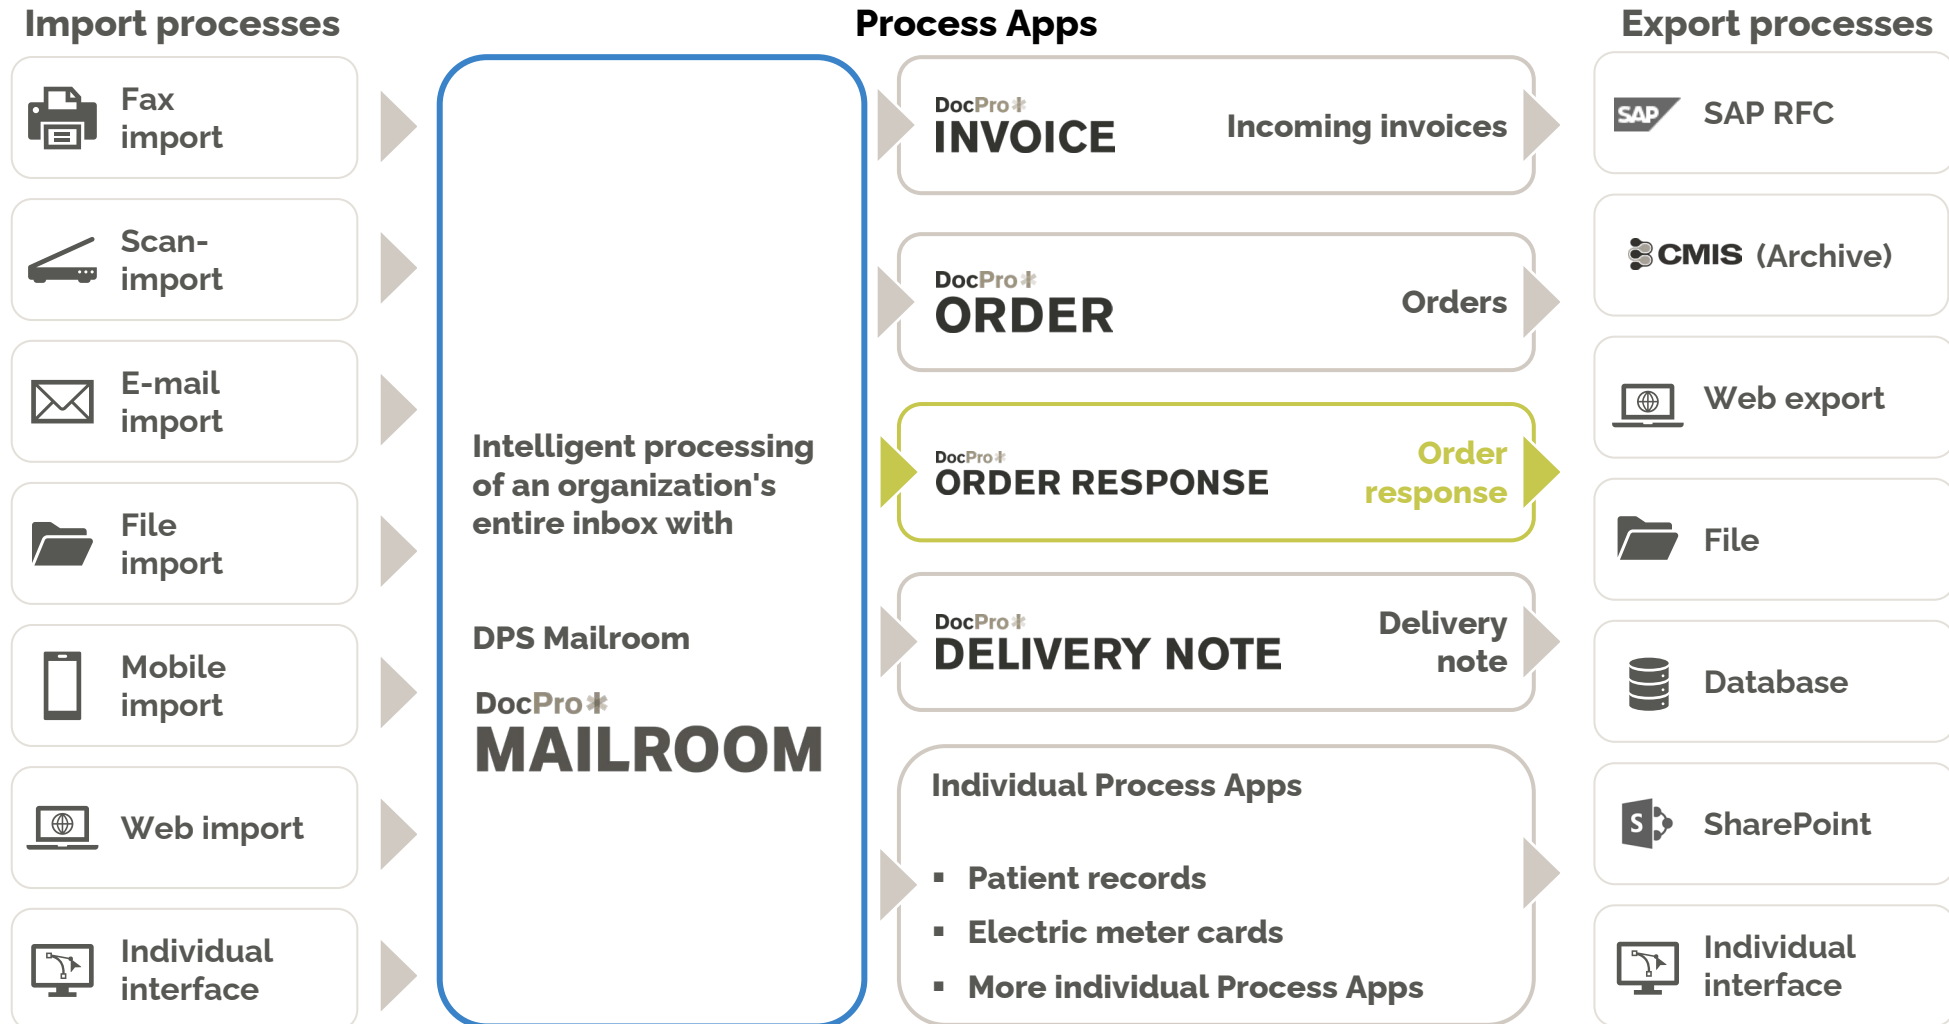 Import processes
Fax
import
Scan-
import
E-mail
import
File
import
Mobile
import
Web import
Individual
interface
Process Apps
Intelligent processing
of an organization's
entire inbox with
DPS Mailroom
DocPro
MAILROOM
DocPro
INVOICE
Incoming invoices
DocPro
ORDER
Orders
DocPro
ORDER RESPONSE
Order
response
DocPro
DELIVERY NOTE
Delivery
note
Individual Process Apps
▪ Patient records
▪ Electric meter cards
▪ More individual Process Apps
Export processes
SAP SAP RFC
CMIS (Archive)
Web export
File
Database
S SharePoint
Individual
interface